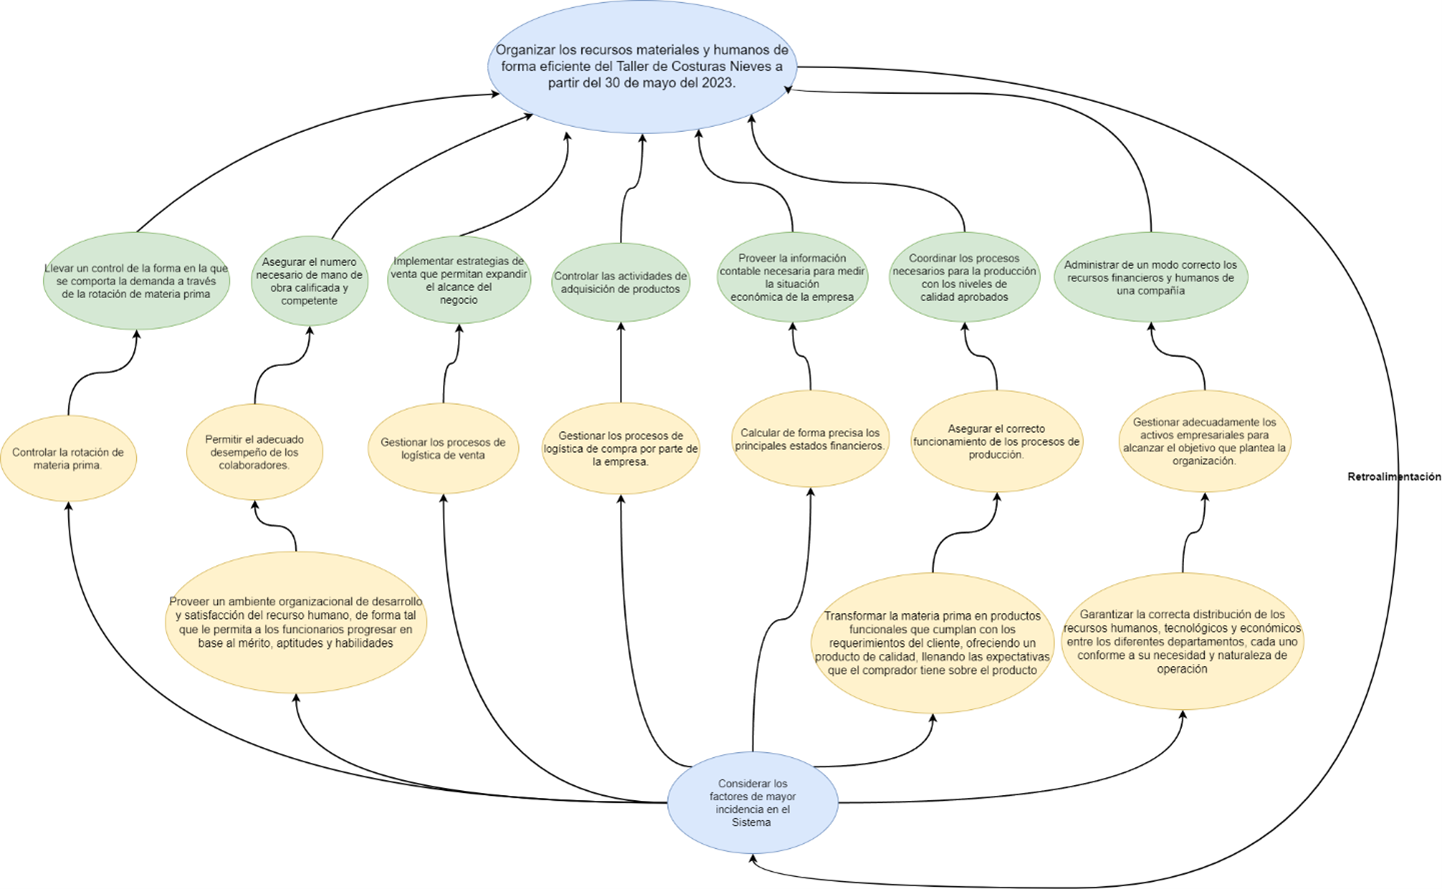 Organizar los recursos materiales y humanos de
forma eficiente del Taller de Costuras Nieves a
partir del 30 de mayo del 2023.
Llevar un control de la forma en la que
se comporta la demanda a través
de la rotación de materia prima
Asegurar el numero
necesario de mano de
obra calificada y
competente
Implementar estrategias de
venta que permitan expandir
el alcance del
negocio
Controlar las actividades de
adquisición de productos
Proveer la información
contable necesaria para medir
la situación
económica de la empresa
Coordinar los procesos
necesarios para la producción
con los niveles de
calidad aprobados
Administrar de un modo correcto los
recursos financieros y humanos de
una compañía
Controlar la rotación de
materia prima.
Permitir el adecuado
desempeño de los
colaboradores.
Gestionar los procesos de
logística de venta
Gestionar los procesos de
logística de compra por parte de
la empresa.
Calcular de forma precisa los
principales estados financieros.
Asegurar el correcto
funcionamiento de los procesos de
producción.
Gestionar adecuadamente los
activos empresariales para
alcanzar el objetivo que plantea la
organización.
Retroalimentación
Proveer un ambiente organizacional de desarrollo
y satisfacción del recurso humano, de forma tal
que le permita a los funcionarios progresar en
base al mérito, aptitudes y habilidades
Transformar la materia prima en productos
funcionales que cumplan con los
requerimientos del cliente, ofreciendo un
producto de calidad, llenando las expectativas
que el comprador tiene sobre el producto
Garantizar la correcta distribución de los
recursos humanos, tecnológicos y económicos
entre los diferentes departamentos, cada uno
conforme a su necesidad y naturaleza de
operación
Considerar los
factores de mayor
incidencia en el
Sistema